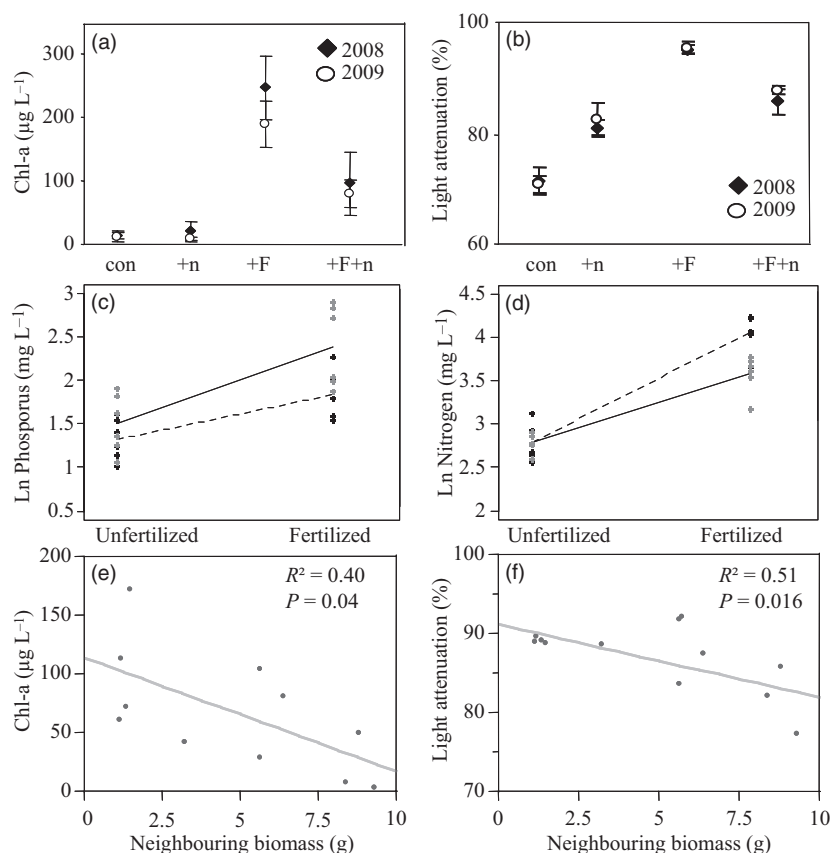 (a)
2008
2009
Chl-a (µg L⁻¹)
300
200
100
0
con +n +F +F+n
(b)
2008
2009
Light attenuation (%)
80
60
con +n +F +F+n
(c)
Ln Phosporus (mg L⁻¹)
3
2.5
2
1.5
1
0.5
Unfertilized Fertilized
(d)
Ln Nitrogen (mg L⁻¹)
4.5
4
3.5
3
2.5
2
Unfertilized Fertilized
(e)
R² = 0.40
P = 0.04
Chl-a (µg L⁻¹)
200
150
100
50
0
0 2.5 5 7.5 10
Neighbouring biomass (g)
(f)
R² = 0.51
P = 0.016
Light attenuation (%)
100
90
80
70
0 2.5 5 7.5 10
Neighbouring biomass (g)